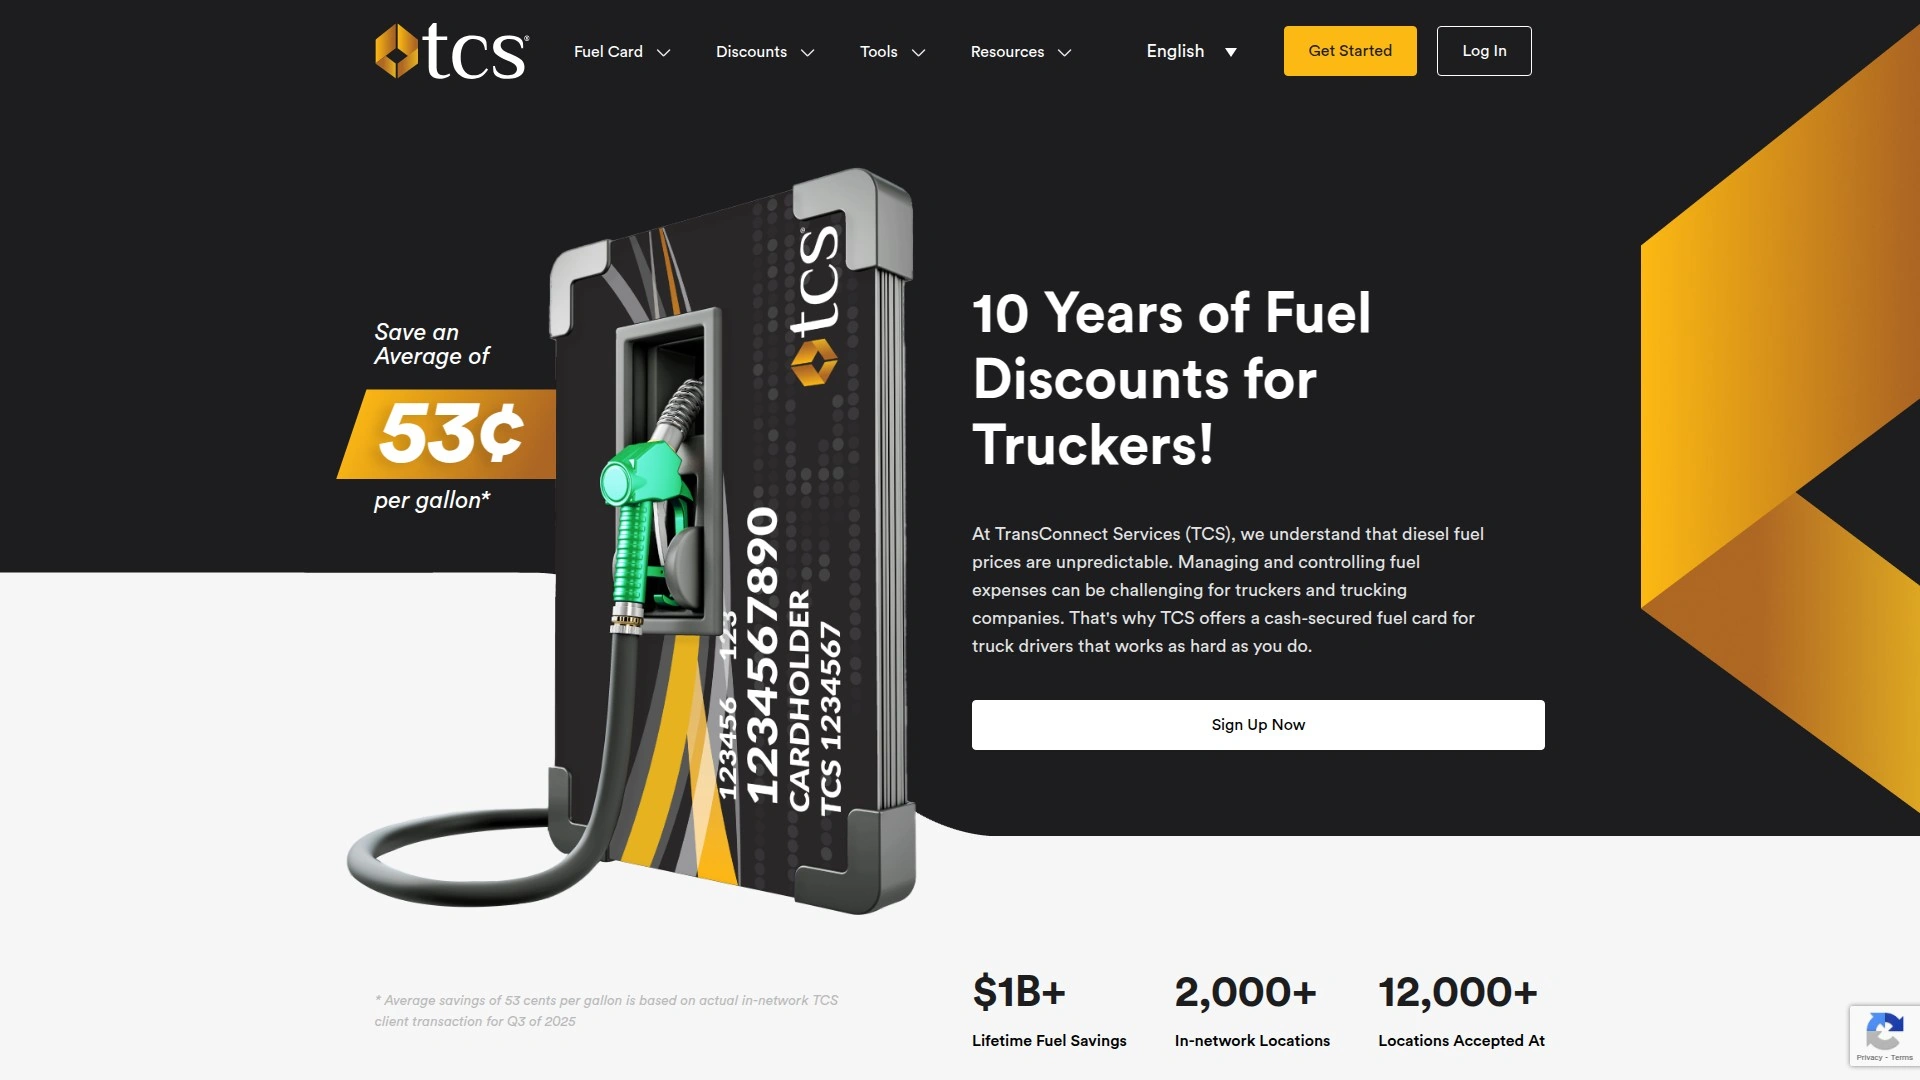 tcs®
Fuel Card
Discounts
Tools
Resources
English
Get Started
Log In
Save an
Average of
53¢
per gallon*
tcs
123456 123
1234567890
CARDHOLDER
TCS 1234567
10 Years of Fuel
Discounts for
Truckers!
At TransConnect Services (TCS), we understand that diesel fuel
prices are unpredictable. Managing and controlling fuel
expenses can be challenging for truckers and trucking
companies. That's why TCS offers a cash-secured fuel card for
truck drivers that works as hard as you do.
Sign Up Now
* Average savings of 53 cents per gallon is based on actual in-network TCS
client transaction for Q3 of 2025
$1B+
Lifetime Fuel Savings
2,000+
In-network Locations
12,000+
Locations Accepted At
Privacy - Terms